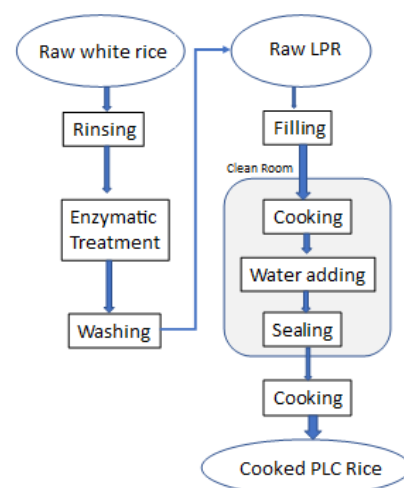 Raw white rice
Rinsing
Enzymatic
Treatment
Washing
Raw LPR
Filling
Clean Room
Cooking
Water adding
Sealing
Cooking
Cooked PLC Rice